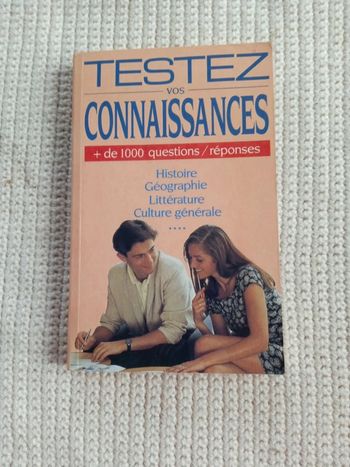 TESTEZ
VOS
CONNAISSANCES
+ de 1000 questions / réponses
Histoire
Géographie
Littérature
Culture générale
....